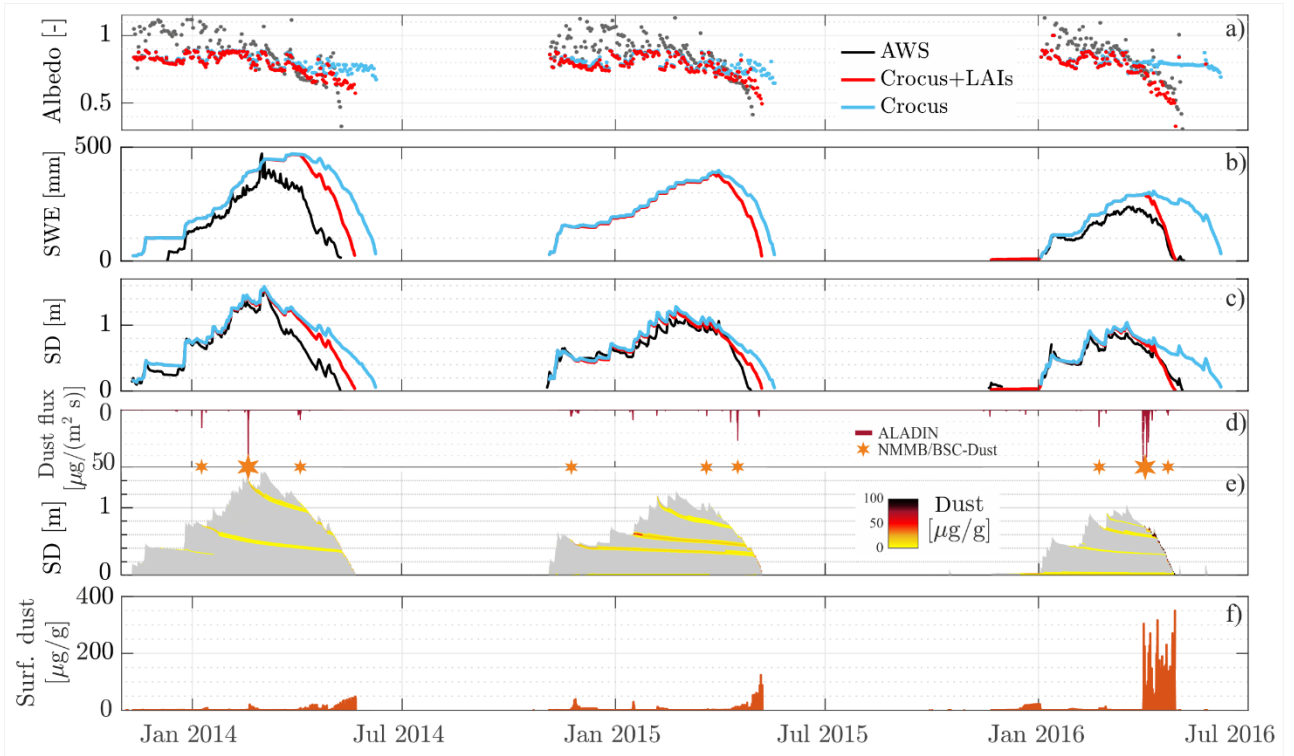 Albedo [-]
1
0.5
a)
AWS
Crocus+LAIs
Crocus
SWE [mm]
500
0
b)
SD [m]
1
0
c)
Dust flux
[μg/(m² s)]
0
50
d)
ALADIN
NMMB/BSC-Dust
SD [m]
1
0
e)
100
50
0
Dust
[μg/g]
Surf. dust
[μg/g]
400
200
0
f)
Jan 2014
Jul 2014
Jan 2015
Jul 2015
Jan 2016
Jul 2016